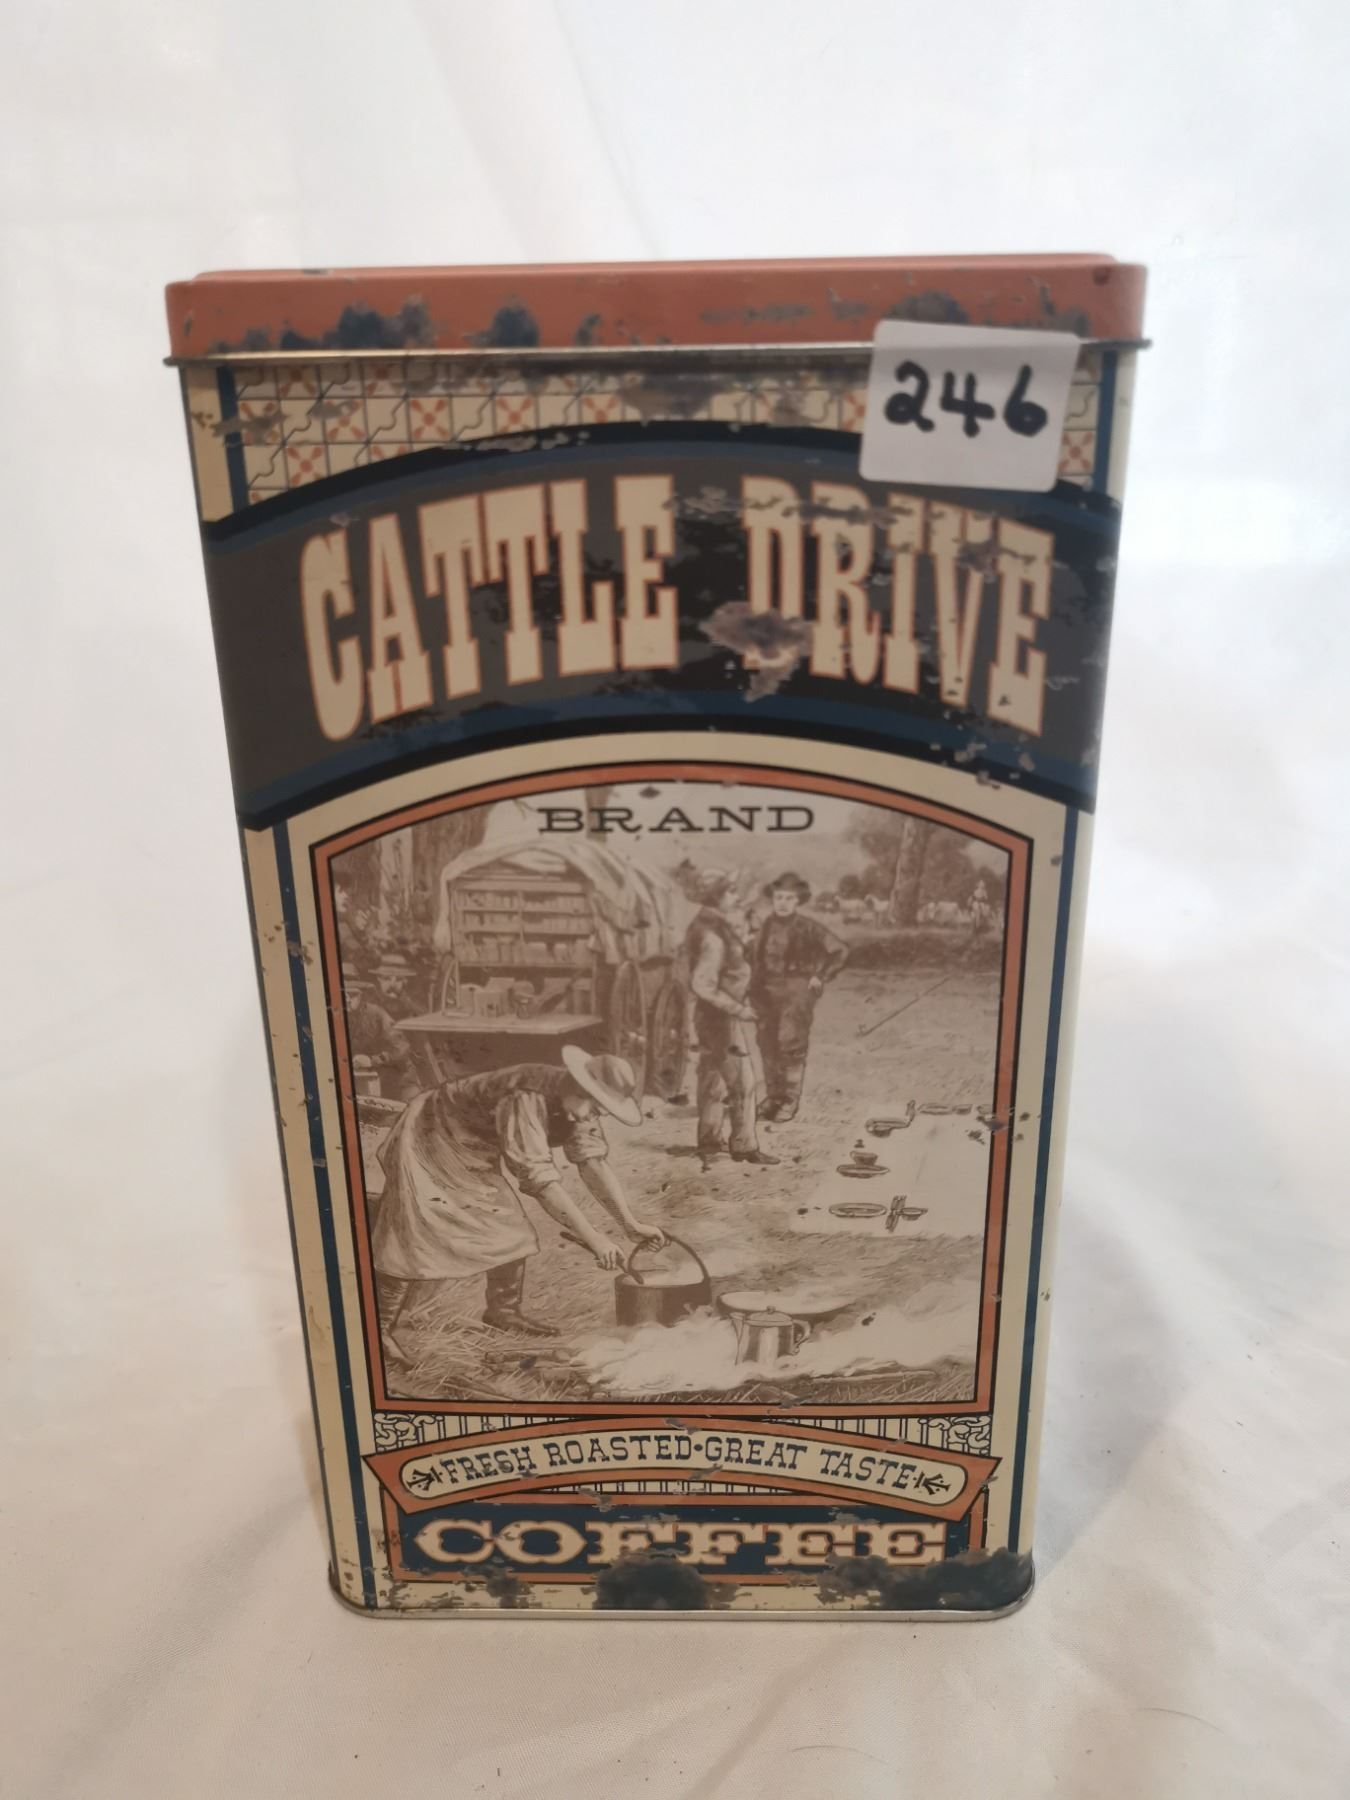 246
CATTLE DRIVE
BRAND
FRESH ROASTED•GREAT TASTE
COFFEE